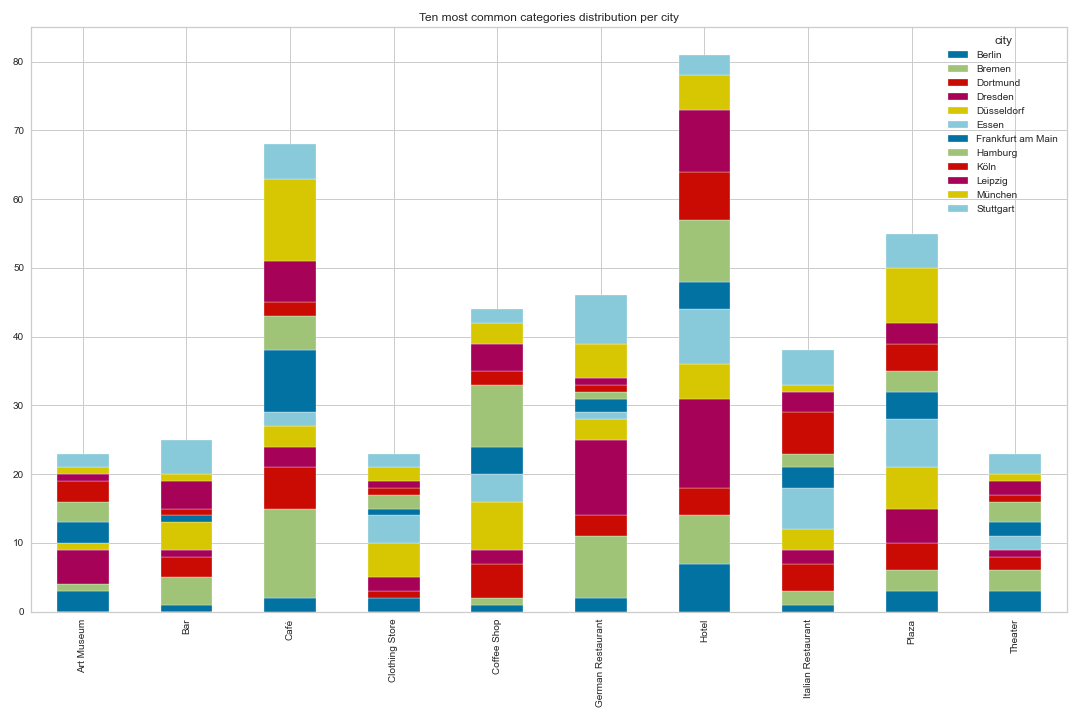 Ten most common categories distribution per city
80
70
60
50
40
30
20
10
0
city
Berlin
Bremen
Dortmund
Dresden
Düsseldorf
Essen
Frankfurt am Main
Hamburg
Köln
Leipzig
München
Stuttgart
Art Museum
Bar
Café
Clothing Store
Coffee Shop
German Restaurant
Hotel
Italian Restaurant
Plaza
Theater